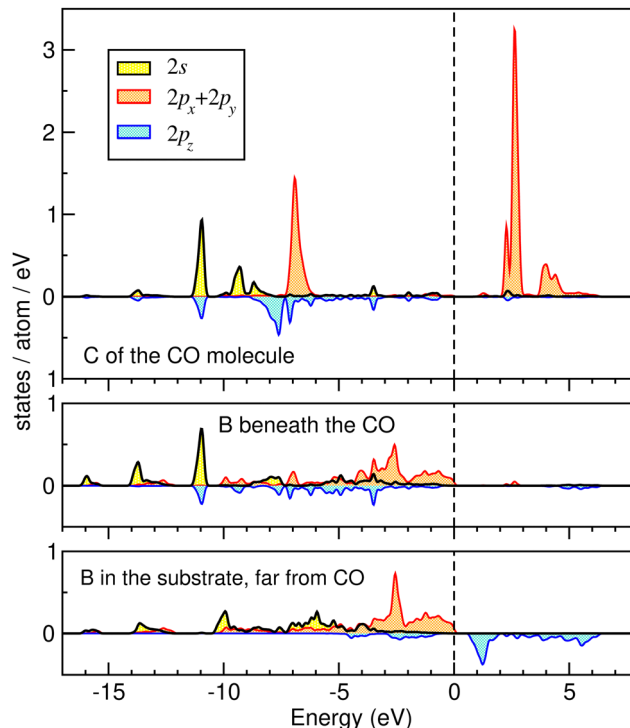 3
2
1
0
1
2s
2px+2py
2pz
C of the CO molecule
states / atom / eV
1
0
B beneath the CO
1
0
B in the substrate, far from CO
-15
-10
-5
0
5
Energy (eV)